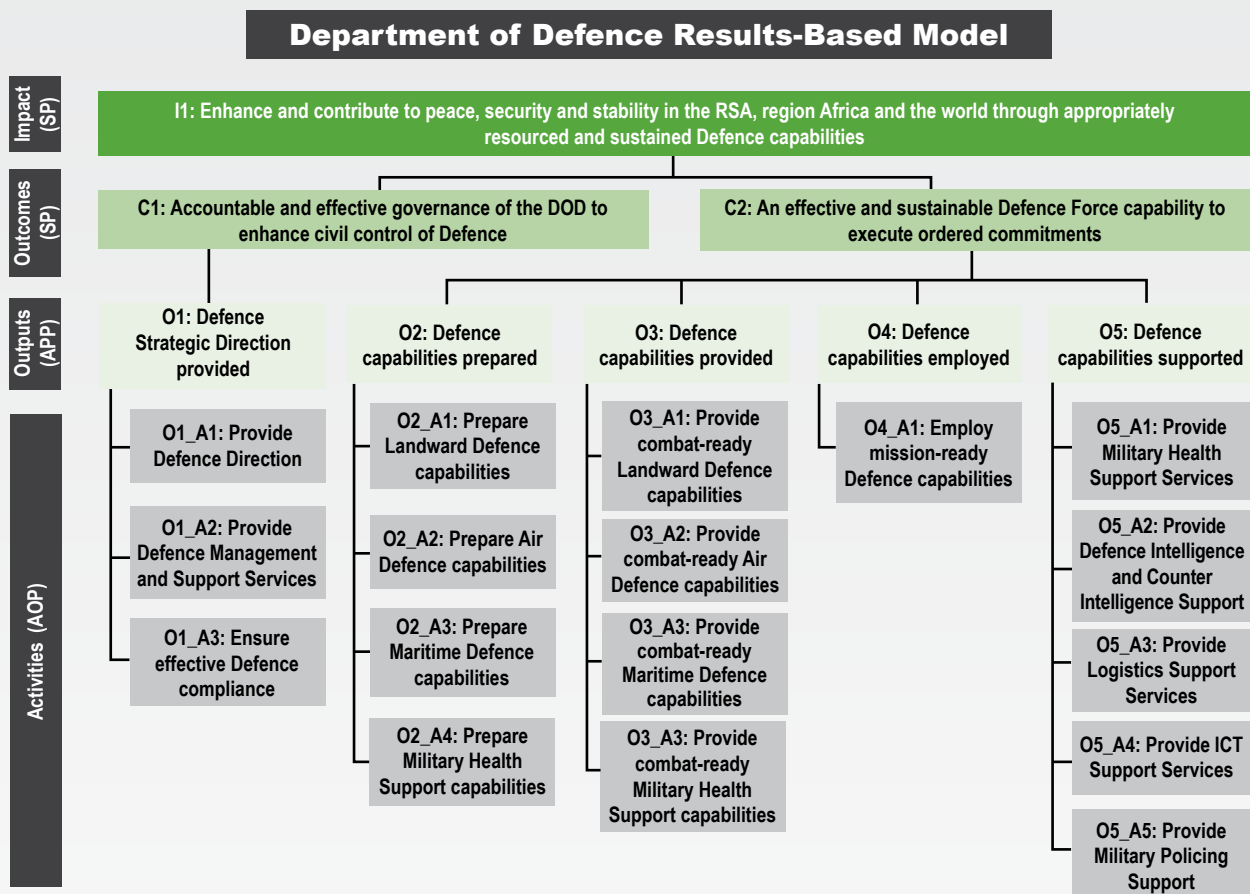 Department of Defence Results-Based Model
Impact
(SP)
I1: Enhance and contribute to peace, security and stability in the RSA, region Africa and the world through appropriately
resourced and sustained Defence capabilities
Outcomes
(SP)
C1: Accountable and effective governance of the DOD to
enhance civil control of Defence
C2: An effective and sustainable Defence Force capability to
execute ordered commitments
Outputs
(APP)
O1: Defence
Strategic Direction
provided
O2: Defence
capabilities prepared
O3: Defence
capabilities provided
O4: Defence
capabilities employed
O5: Defence
capabilities supported
Activities (AOP)
O1_A1: Provide
Defence Direction
O1_A2: Provide
Defence Management
and Support Services
O1_A3: Ensure
effective Defence
compliance
O2_A1: Prepare
Landward Defence
capabilities
O2_A2: Prepare Air
Defence capabilities
O2_A3: Prepare
Maritime Defence
capabilities
O2_A4: Prepare
Military Health
Support capabilities
O3_A1: Provide
combat-ready
Landward Defence
capabilities
O3_A2: Provide
combat-ready Air
Defence capabilities
O3_A3: Provide
combat-ready
Maritime Defence
capabilities
O3_A3: Provide
combat-ready
Military Health
Support capabilities
O4_A1: Employ
mission-ready
Defence capabilities
O5_A1: Provide
Military Health
Support Services
O5_A2: Provide
Defence Intelligence
and Counter
Intelligence Support
O5_A3: Provide
Logistics Support
Services
O5_A4: Provide ICT
Support Services
O5_A5: Provide
Military Policing
Support